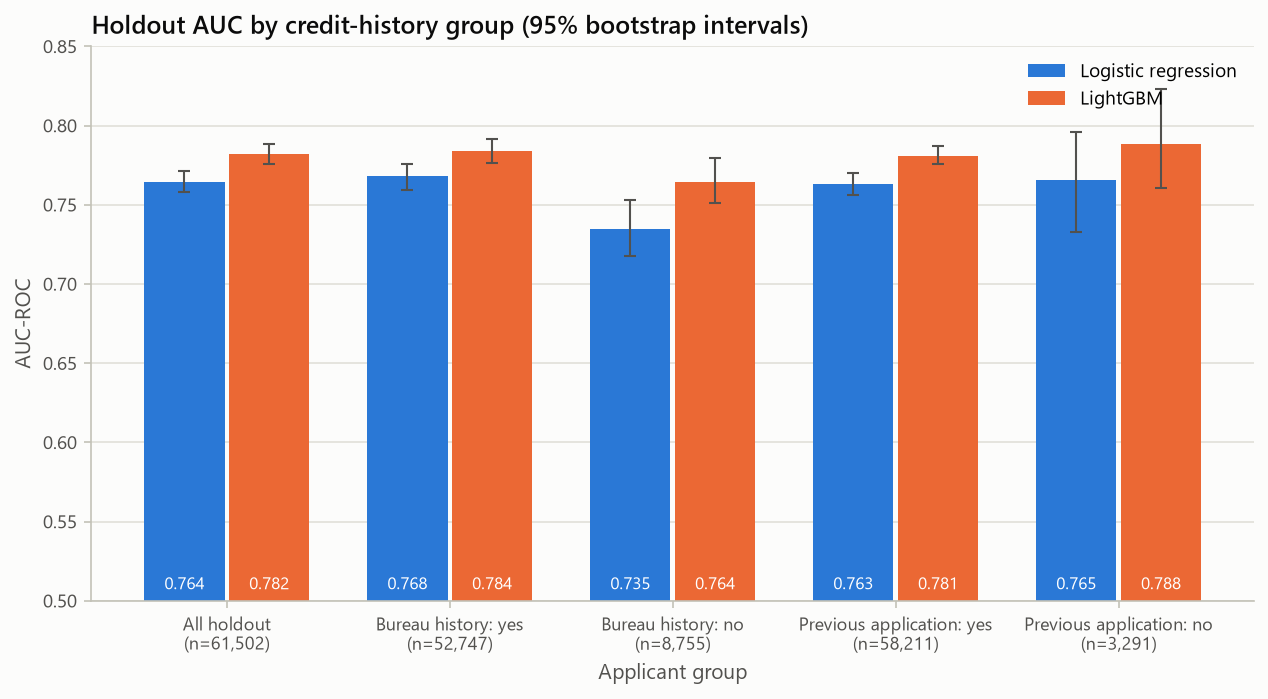 Holdout AUC by credit-history group (95% bootstrap intervals)
0.85
0.80
0.75
0.70
0.65
0.60
0.55
0.50
AUC-ROC
Logistic regression
LightGBM
0.764 0.782 0.768 0.784 0.735 0.764 0.763 0.781 0.765 0.788
All holdout Bureau history: yes Bureau history: no Previous application: yes Previous application: no
(n=61,502) (n=52,747) (n=8,755) (n=58,211) (n=3,291)
Applicant group